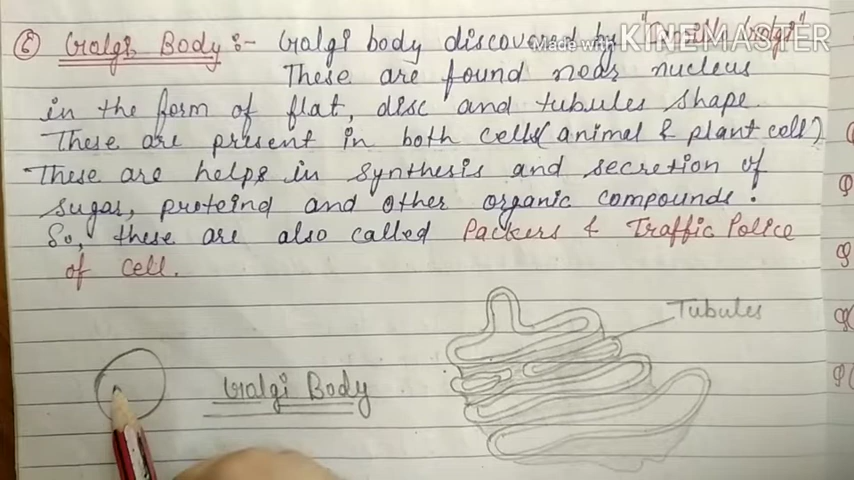 6 Golgi Body :- Golgi body discovered by "Camillo Golgi"
Made with KINEMASTER
These are found near nucleus
in the form of flat, disc and tubules shape.
These are present in both cells (animal & plant cell)
These are helps in synthesis and secretion of
sugar, proteind and other organic compounds.
So, these are also called Packers & Traffic Police
of cell.
Tubules
Golgi Body